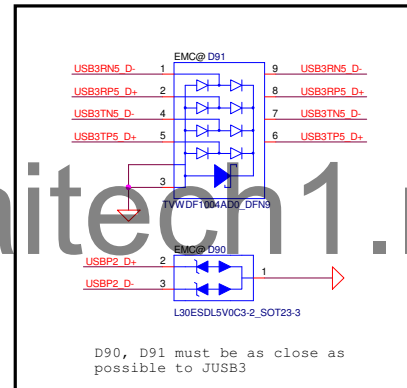 EMC@ D91
USB3RN5_D- 1 9 USB3RN5_D-
USB3RP5_D+ 2 8 USB3RP5_D+
USB3TN5_D- 4 7 USB3TN5_D-
USB3TP5_D+ 5 6 USB3TP5_D+
3
TVWDF1004AD0_DFN9
aitech1.
EMC@ D90
USBP2_D+ 2 1
USBP2_D- 3
L30ESDL5V0C3-2_SOT23-3
D90, D91 must be as close as
possible to JUSB3